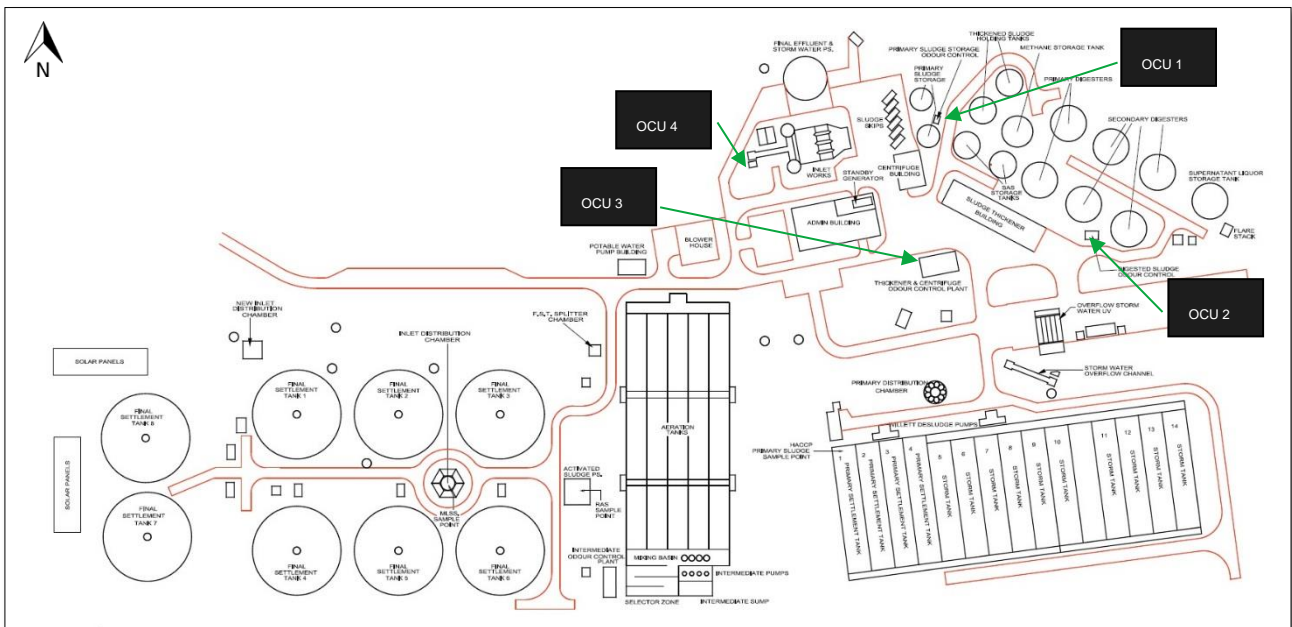 N
FINAL EFFLUENT &
STORM WATER PS.
PRIMARY SLUDGE STORAGE
ODOUR CONTROL
THICKENED SLUDGE
HOLDING TANKS
METHANE STORAGE TANK
PRIMARY
SLUDGE
STORAGE
PRIMARY DIGESTERS
OCU 1
OCU 4
SLUDGE
SKIPS
SECONDARY DIGESTERS
INLET
WORKS
CENTRIFUGE
BUILDING
STANDBY
GENERATOR
SAS
STORAGE
TANKS
SUPERNATANT LIQUOR
STORAGE TANK
OCU 3
SLUDGE THICKENER
BUILDING
ADMIN BUILDING
FLARE
STACK
BLOWER
HOUSE
POTABLE WATER
PUMP BUILDING
DIGESTED SLUDGE
ODOUR CONTROL
THICKENER & CENTRIFUGE
ODOUR CONTROL PLANT
OCU 2
NEW INLET
DISTRIBUTION
CHAMBER
INLET DISTRIBUTION
CHAMBER
F.S.T. SPLITTER
CHAMBER
OVERFLOW STORM
WATER UV
SOLAR PANELS
STORM WATER
OVERFLOW CHANNEL
PRIMARY DISTRIBUTION
CHAMBER
FINAL
SETTLEMENT
TANK 1
FINAL
SETTLEMENT
TANK 2
FINAL
SETTLEMENT
TANK 3
FINAL
SETTLEMENT
TANK 8
AERATION
TANKS
WILLETT DESLUDGE PUMPS
HACCP
PRIMARY SLUDGE
SAMPLE POINT
SOLAR PANELS
1
PRIMARY SETTLEMENT TANK
2
PRIMARY SETTLEMENT TANK
3
PRIMARY SETTLEMENT TANK
4
PRIMARY SETTLEMENT TANK
5
STORM TANK
6
STORM TANK
7
STORM TANK
8
STORM TANK
9
STORM TANK
10
STORM TANK
11
STORM TANK
12
STORM TANK
13
STORM TANK
14
STORM TANK
ACTIVATED
SLUDGE PS.
RAS
SAMPLE
POINT
MLSS
SAMPLE
POINT
FINAL
SETTLEMENT
TANK 7
FINAL
SETTLEMENT
TANK 4
FINAL
SETTLEMENT
TANK 5
FINAL
SETTLEMENT
TANK 6
INTERMEDIATE
ODOUR CONTROL
PLANT
MIXING BASIN
INTERMEDIATE PUMPS
SELECTOR ZONE
INTERMEDIATE SUMP